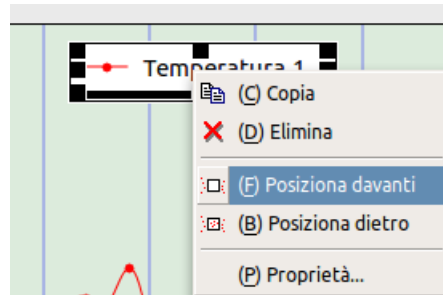 Temperatura 1
(C) Copia
(D) Elimina
(F) Posiziona davanti
(B) Posiziona dietro
(P) Proprietà...